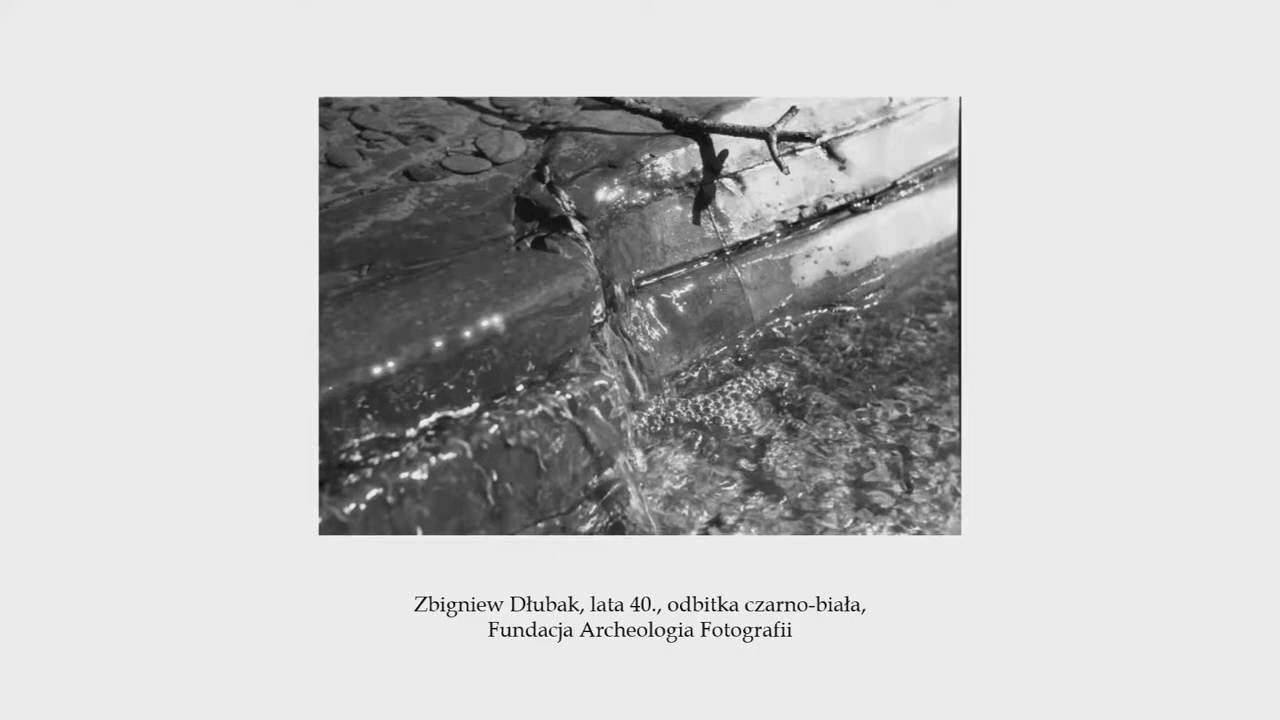 Zbigniew Dłubak, lata 40., odbitka czarno-biała,
Fundacja Archeologia Fotografii